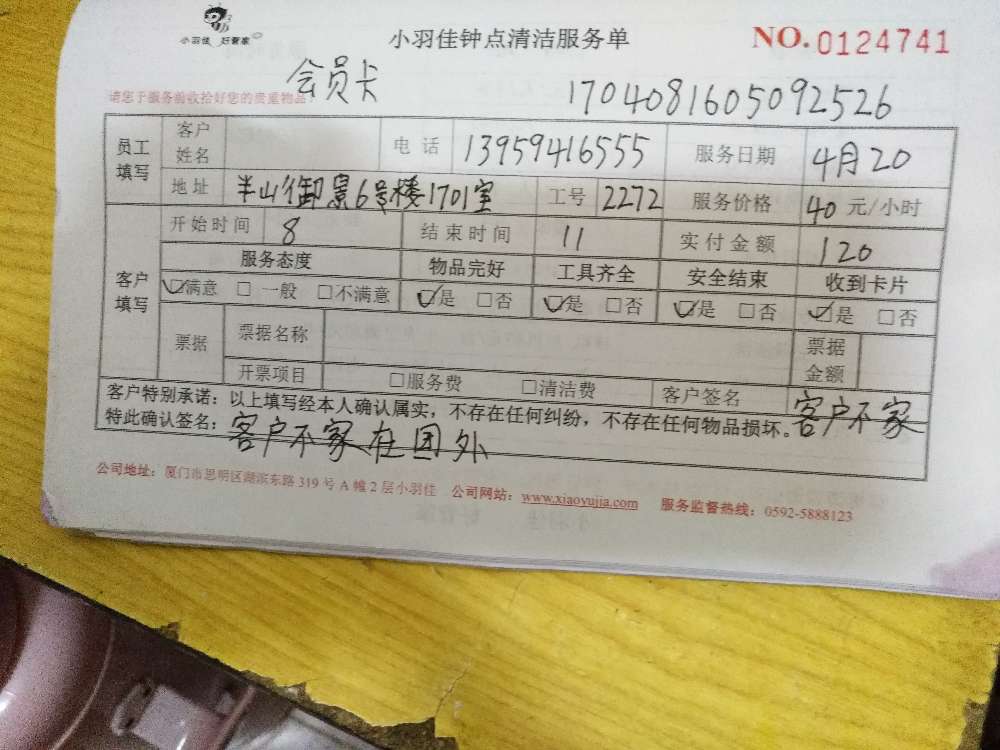 小羽佳 好管家
小羽佳钟点清洁服务单
NO. 0124741
会员卡
请您于服务前收拾好您的贵重物品！
1704081605092526
员工填写 客户姓名 电话 13959416555 服务日期 4月20
地址 半山御景6号楼1701室 工号 2272 服务价格 40 元/小时
客户填写 开始时间 8 结束时间 11 实付金额 120
服务态度 物品完好 工具齐全 安全结束 收到卡片
☑满意 □一般 □不满意 ☑是 □否 ☑是 □否 ☑是 □否 ☑是 □否
票据 票据名称 票据金额
开票项目 □服务费 □清洁费 客户签名 客户不家
客户特别承诺：以上填写经本人确认属实，不存在任何纠纷，不存在任何物品损坏。
特此确认签名：客户不家在团外
公司地址：厦门市思明区湖滨东路 319 号 A 幢 2 层小羽佳 公司网站：www.xiaoyujia.com 服务监督热线：0592-5888123